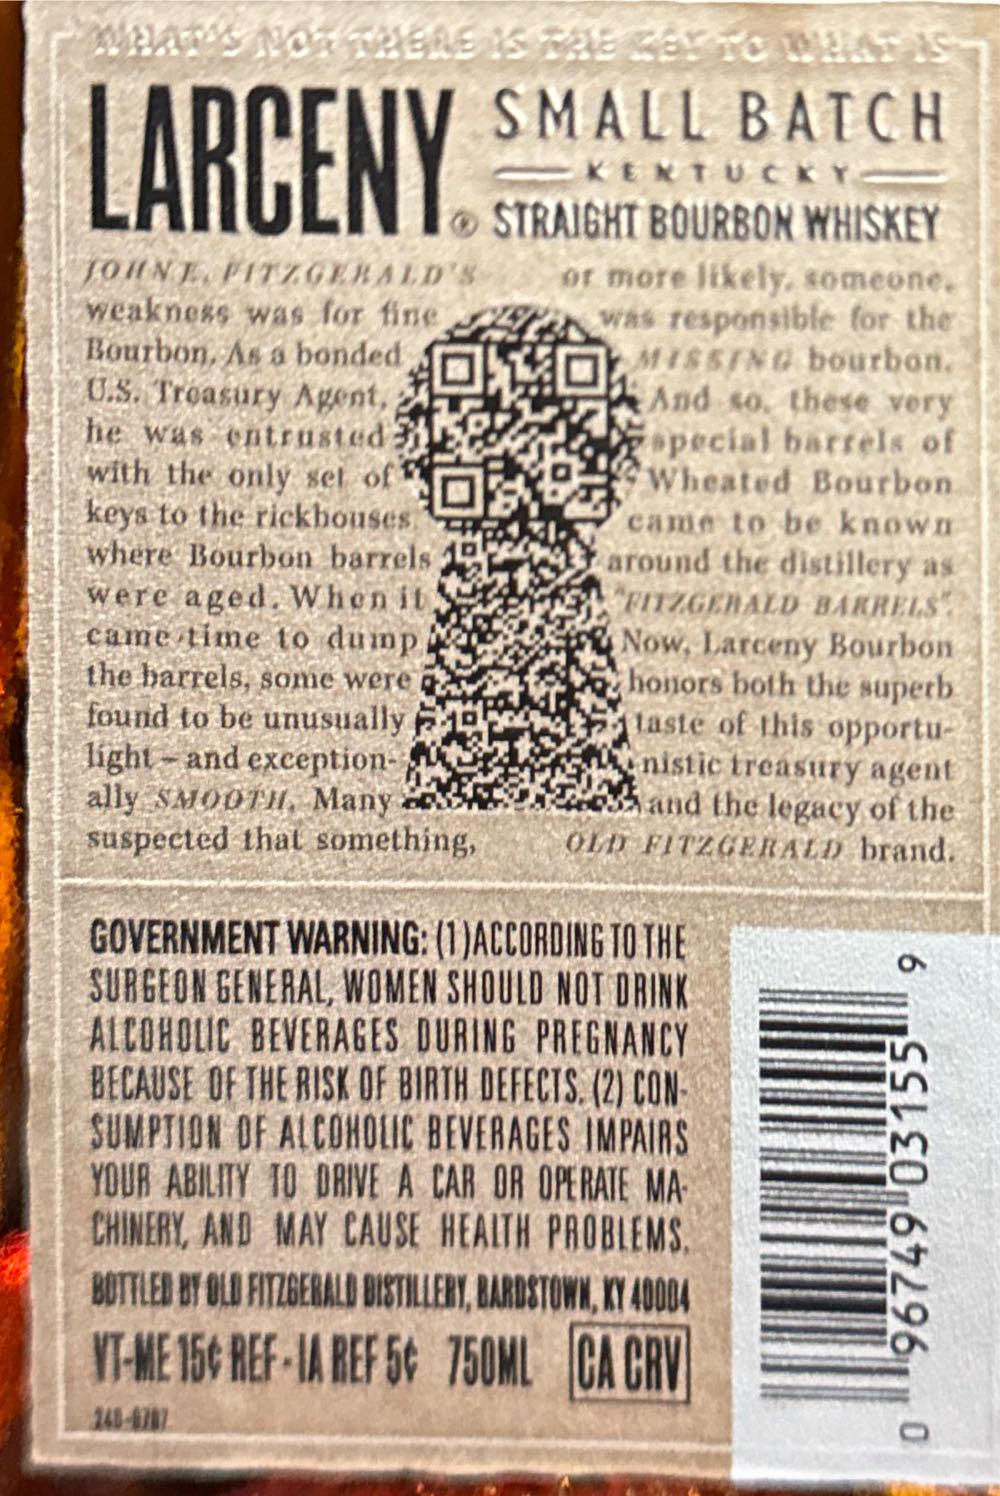 WHAT'S NOT THERE IS THE KEY TO WHAT IS
LARCENY®
SMALL BATCH
KENTUCKY
STRAIGHT BOURBON WHISKEY
JOHN E. FITZGERALD'S
weakness was for fine
Bourbon. As a bonded
U.S. Treasury Agent,
he was entrusted
with the only set of
keys to the rickhouses
where Bourbon barrels
were aged. When it
came time to dump
the barrels, some were
found to be unusually
light – and exception-
ally SMOOTH. Many
suspected that something,
or more likely, someone,
was responsible for the
MISSING bourbon.
And so, these very
special barrels of
Wheated Bourbon
came to be known
around the distillery as
"FITZGERALD BARRELS".
Now, Larceny Bourbon
honors both the superb
taste of this opportu-
nistic treasury agent
and the legacy of the
OLD FITZGERALD brand.
GOVERNMENT WARNING: (1)ACCORDING TO THE
SURGEON GENERAL, WOMEN SHOULD NOT DRINK
ALCOHOLIC BEVERAGES DURING PREGNANCY
BECAUSE OF THE RISK OF BIRTH DEFECTS. (2) CON-
SUMPTION OF ALCOHOLIC BEVERAGES IMPAIRS
YOUR ABILITY TO DRIVE A CAR OR OPERATE MA-
CHINERY, AND MAY CAUSE HEALTH PROBLEMS.
BOTTLED BY OLD FITZGERALD DISTILLERY, BARDSTOWN, KY 40004
VT-ME 15¢ REF - IA REF 5¢ 750ML CA CRV
0 96749 03155 9